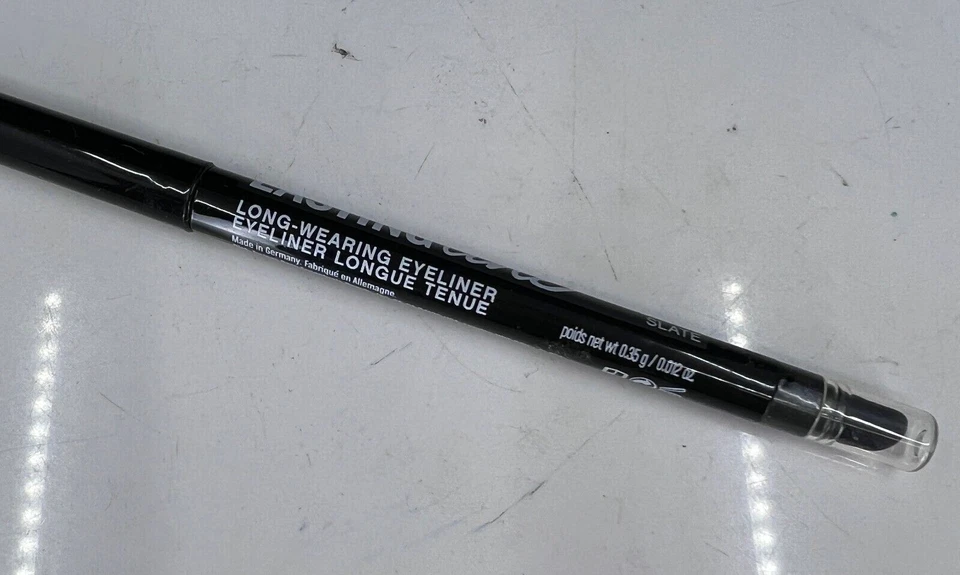 LONG-WEARING EYELINER
EYELINER LONGUE TENUE
Made in Germany. Fabriqué en Allemagne
SLATE
poids net wt 0.35 g / 0.012 oz.